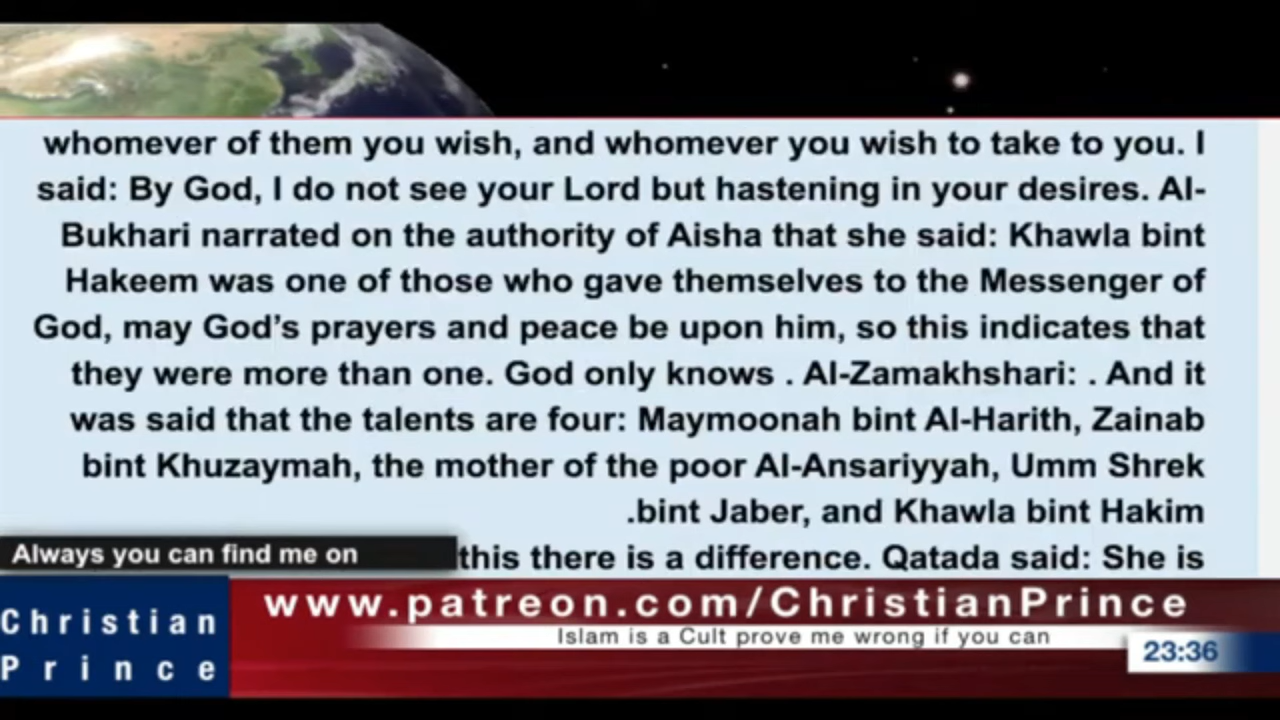 whomever of them you wish, and whomever you wish to take to you. I
said: By God, I do not see your Lord but hastening in your desires. Al-
Bukhari narrated on the authority of Aisha that she said: Khawla bint
Hakeem was one of those who gave themselves to the Messenger of
God, may God's prayers and peace be upon him, so this indicates that
they were more than one. God only knows . Al-Zamakhshari: . And it
was said that the talents are four: Maymoonah bint Al-Harith, Zainab
bint Khuzaymah, the mother of the poor Al-Ansariyyah, Umm Shrek
.bint Jaber, and Khawla bint Hakim
this there is a difference. Qatada said: She is
Always you can find me on
www.patreon.com/ChristianPrince
Christian
Prince
Islam is a Cult prove me wrong if you can
23:36